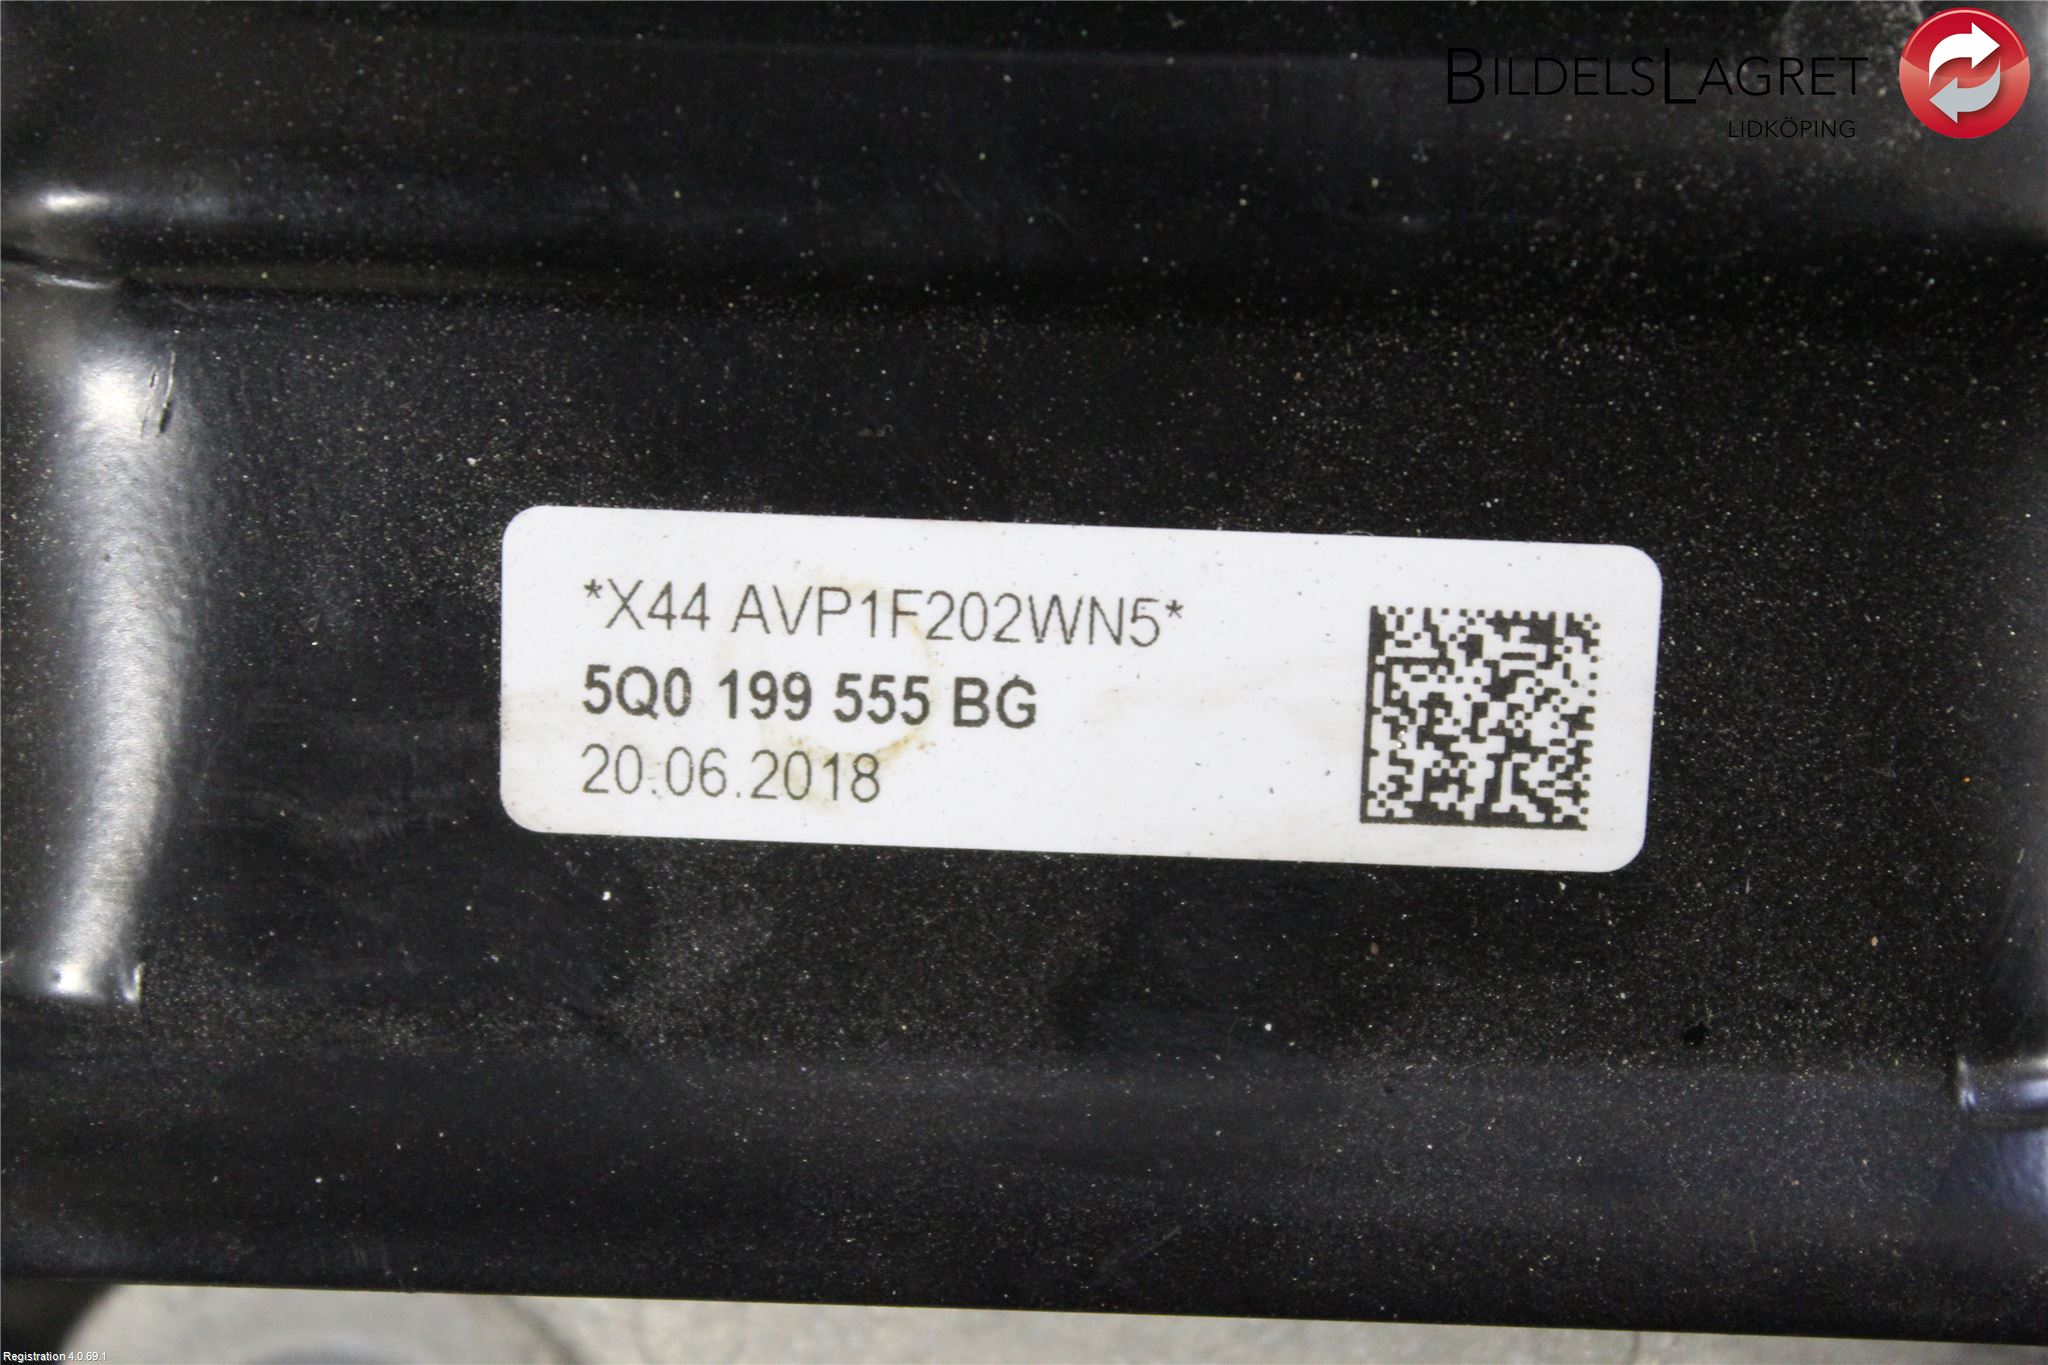 BILDELSLAGRET
LIDKÖPING
*X44 AVP1F202WN5*
5Q0 199 555 BG
20.06.2018
Registration 4.0.69.1